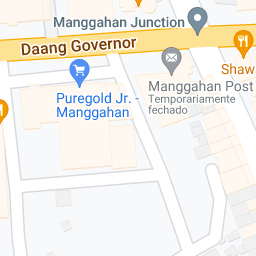 Manggahan Junction
Daang Governor
Shaw
Puregold Jr. -
Manggahan
Manggahan Post
Temporariamente
fechado